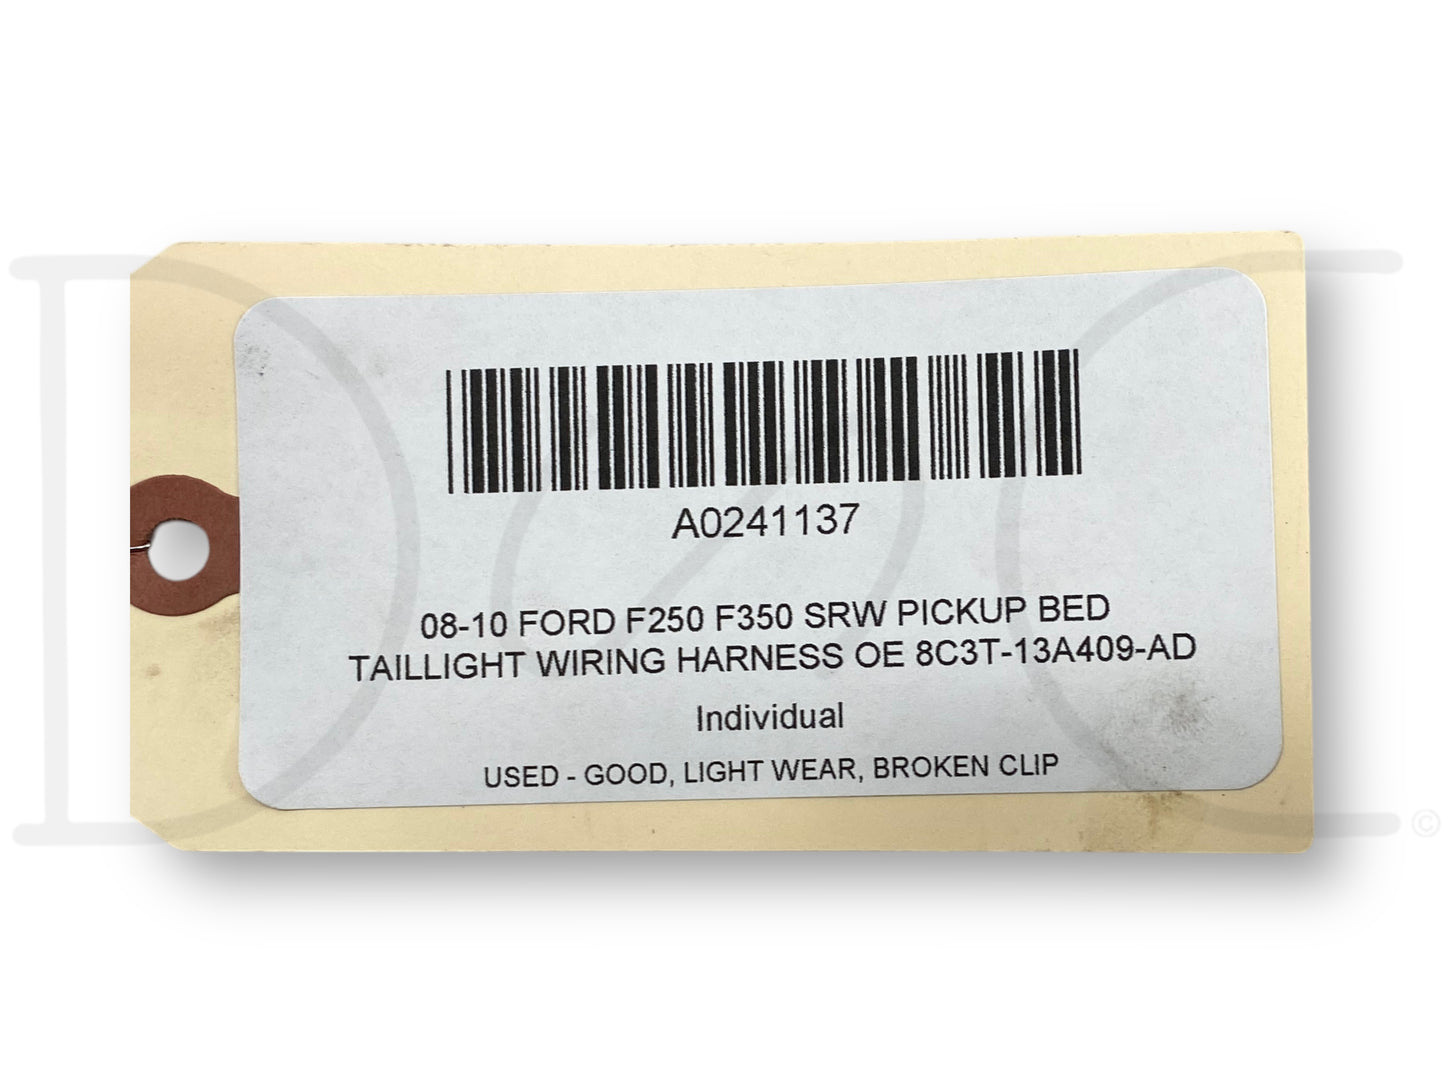 A0241137
08-10 FORD F250 F350 SRW PICKUP BED
TAILLIGHT WIRING HARNESS OE 8C3T-13A409-AD
Individual
USED - GOOD, LIGHT WEAR, BROKEN CLIP
©